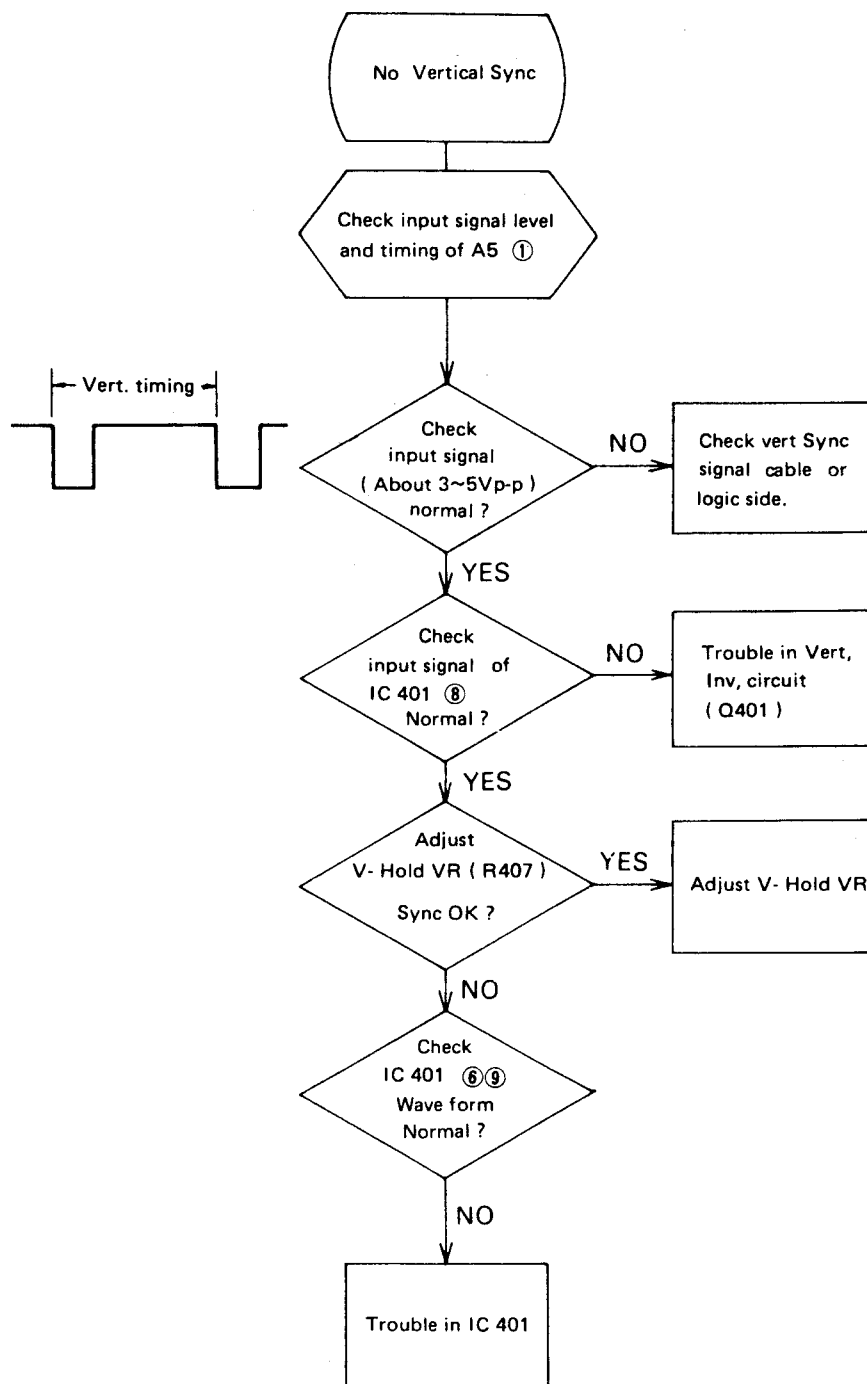 No Vertical Sync
Check input signal level
and timing of A5 ①
Vert. timing
Check
input signal
( About 3~5Vp-p )
normal ?
NO
Check vert Sync
signal cable or
logic side.
YES
Check
input signal of
IC 401 ⑧
Normal ?
NO
Trouble in Vert,
Inv, circuit
( Q401 )
YES
Adjust
V- Hold VR ( R407 )
Sync OK ?
YES
Adjust V- Hold VR
NO
Check
IC 401 ⑥⑨
Wave form
Normal ?
NO
Trouble in IC 401